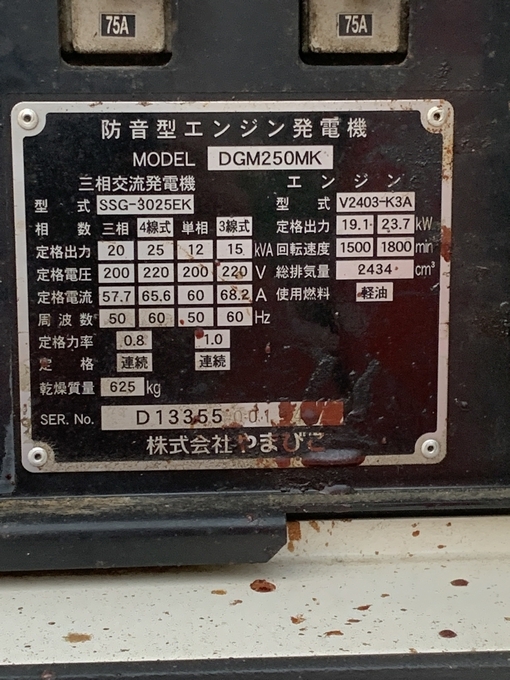 75A 75A
防音型エンジン発電機
MODEL DGM250MK
三相交流発電機 エンジン
型式 SSG-3025EK 型式 V2403-K3A
相数 三相 4線式 単相 3線式 定格出力 19.1 23.7 kW
定格出力 20 25 12 15 kVA 回転速度 1500 1800 min
定格電圧 200 220 200 220 V 総排気量 2434 cm³
定格電流 57.7 65.6 60 68.2 A 使用燃料 軽油
周波数 50 60 50 60 Hz
定格力率 0.8 1.0
定格 連続 連続
乾燥質量 625 kg
SER. No. D13355
株式会社やまびこ